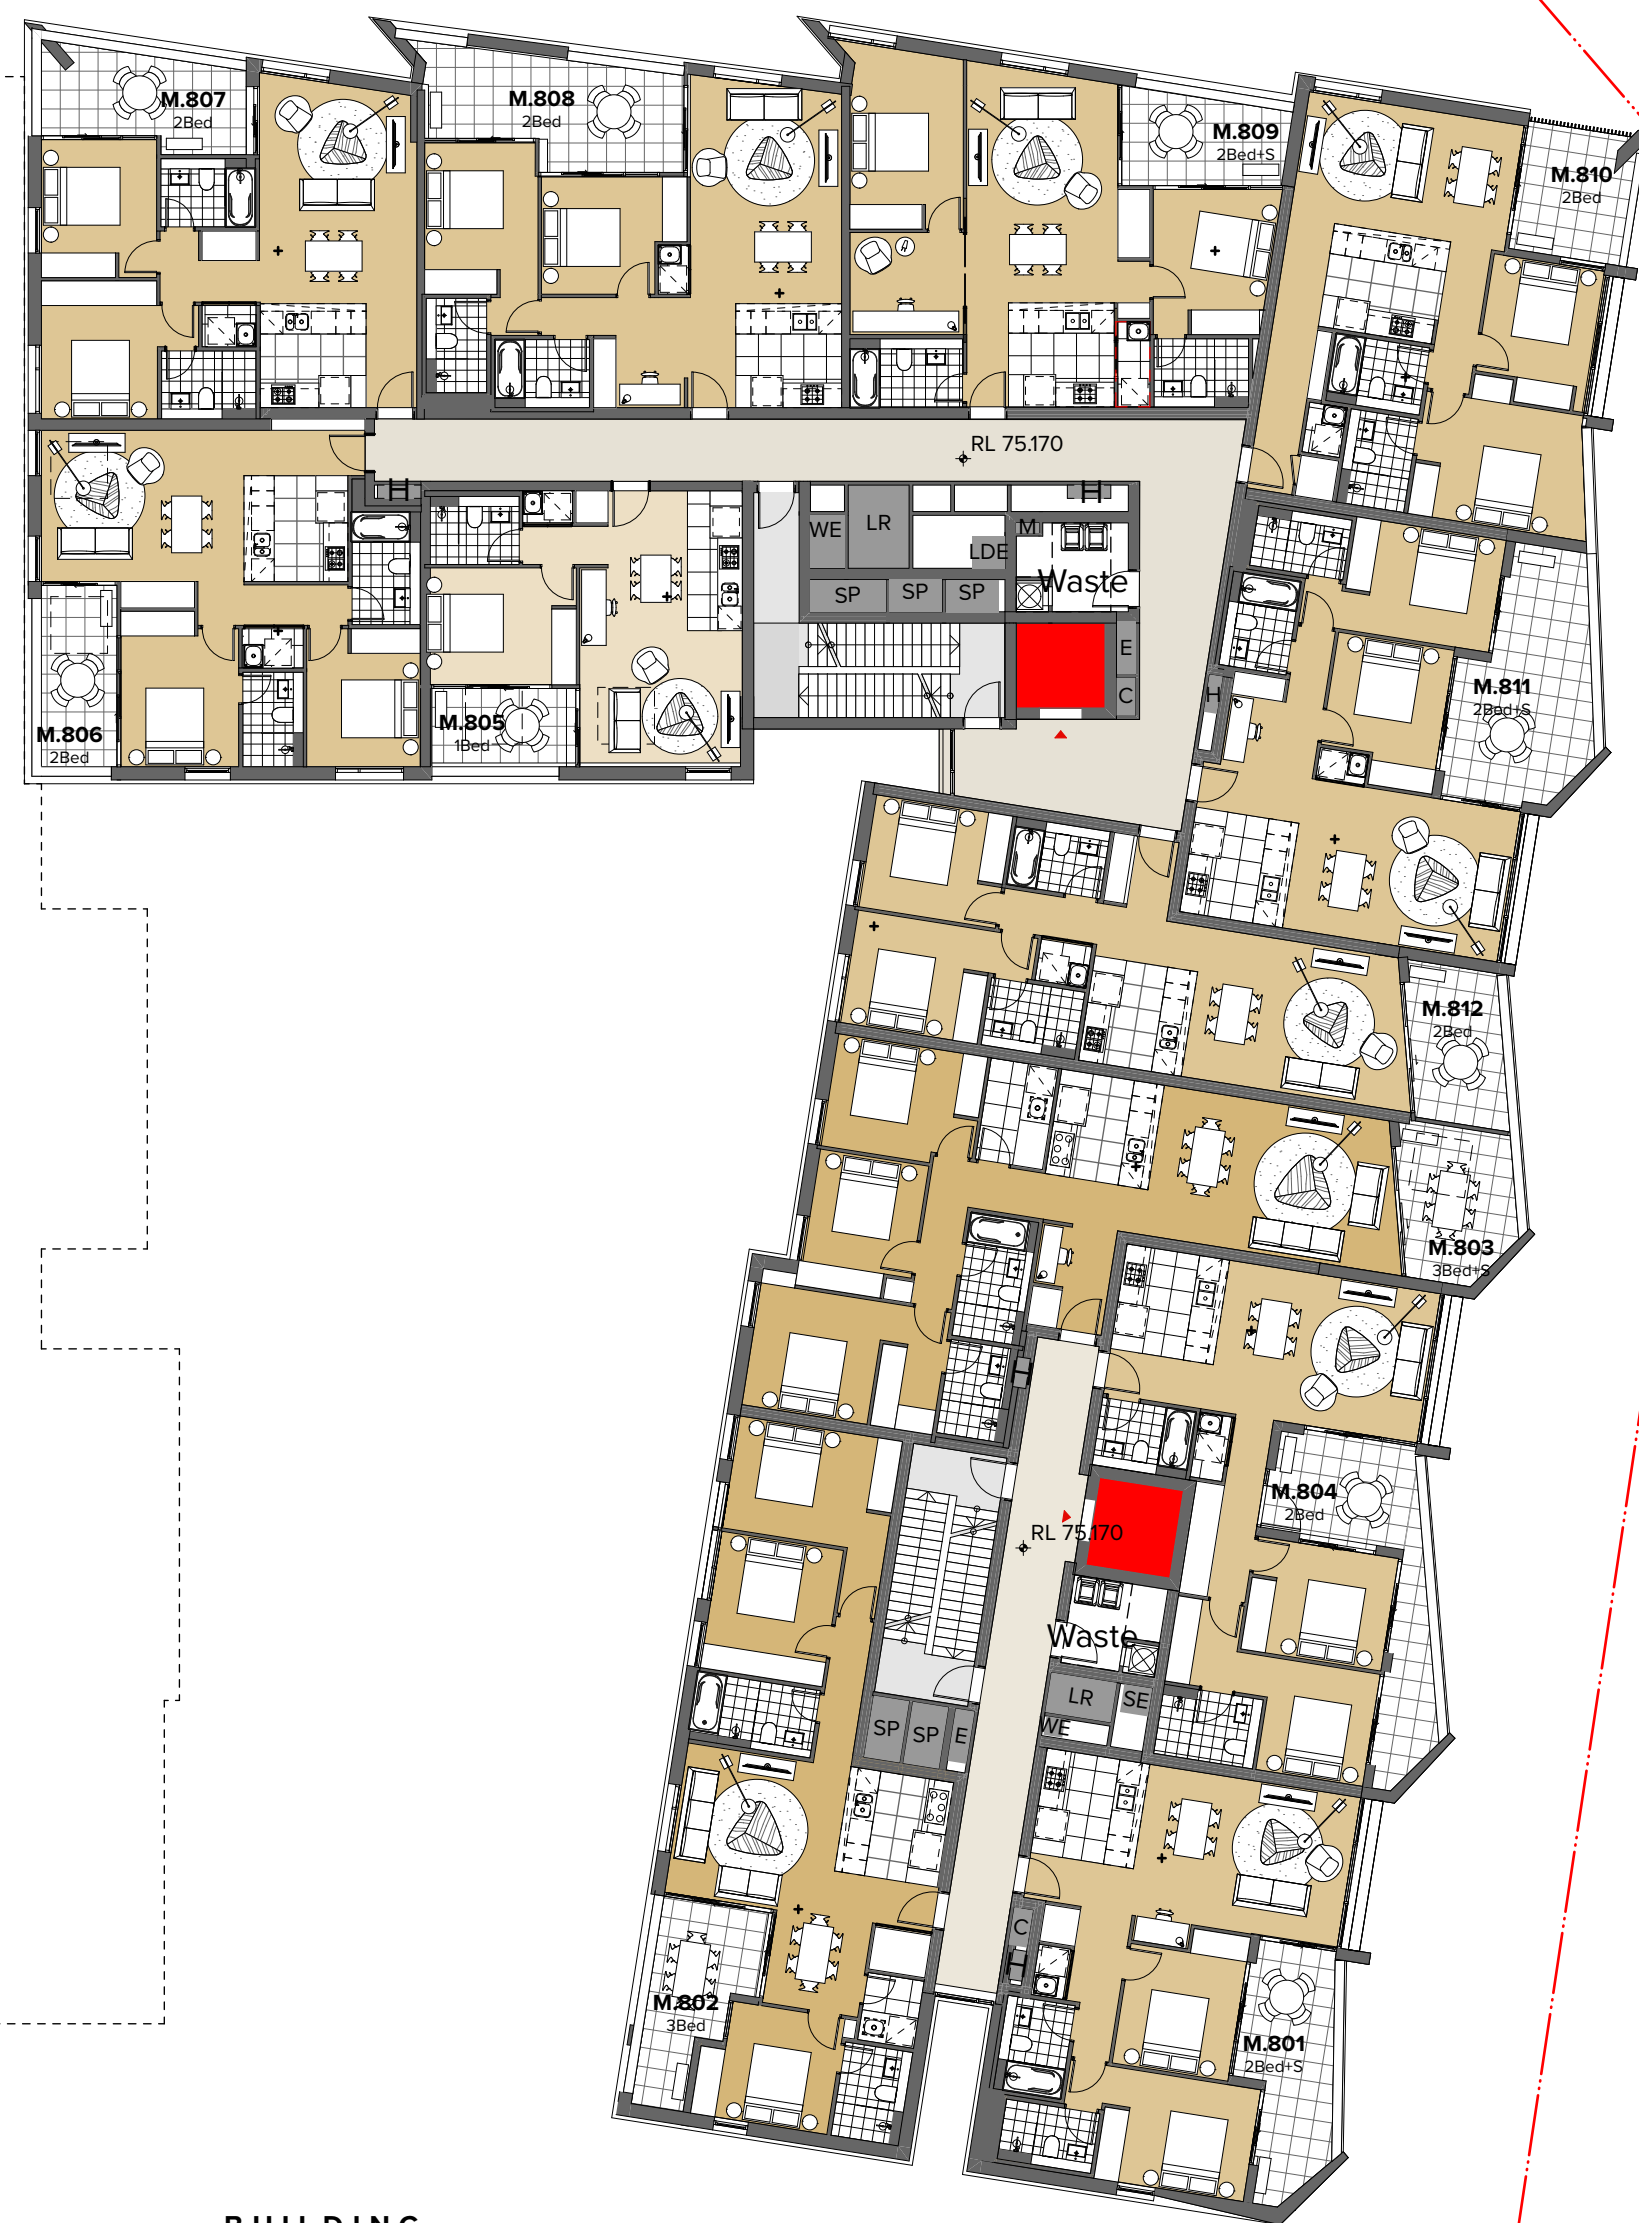 M.807
2Bed
M.808
2Bed
M.809
2Bed+S
M.810
2Bed
RL 75.170
H
H
WE
LR
M
LDE
Waste
SP
SP
SP
E
C
H
M.811
2Bed+S
M.806
2Bed
M.805
1Bed
M.812
2Bed
M.803
3Bed+S
H
M.804
2Bed
RL 75.170
Waste
LR
SE
WE
SP
SP
E
C
H
M.802
3Bed
M.801
2Bed+S
BUILDING